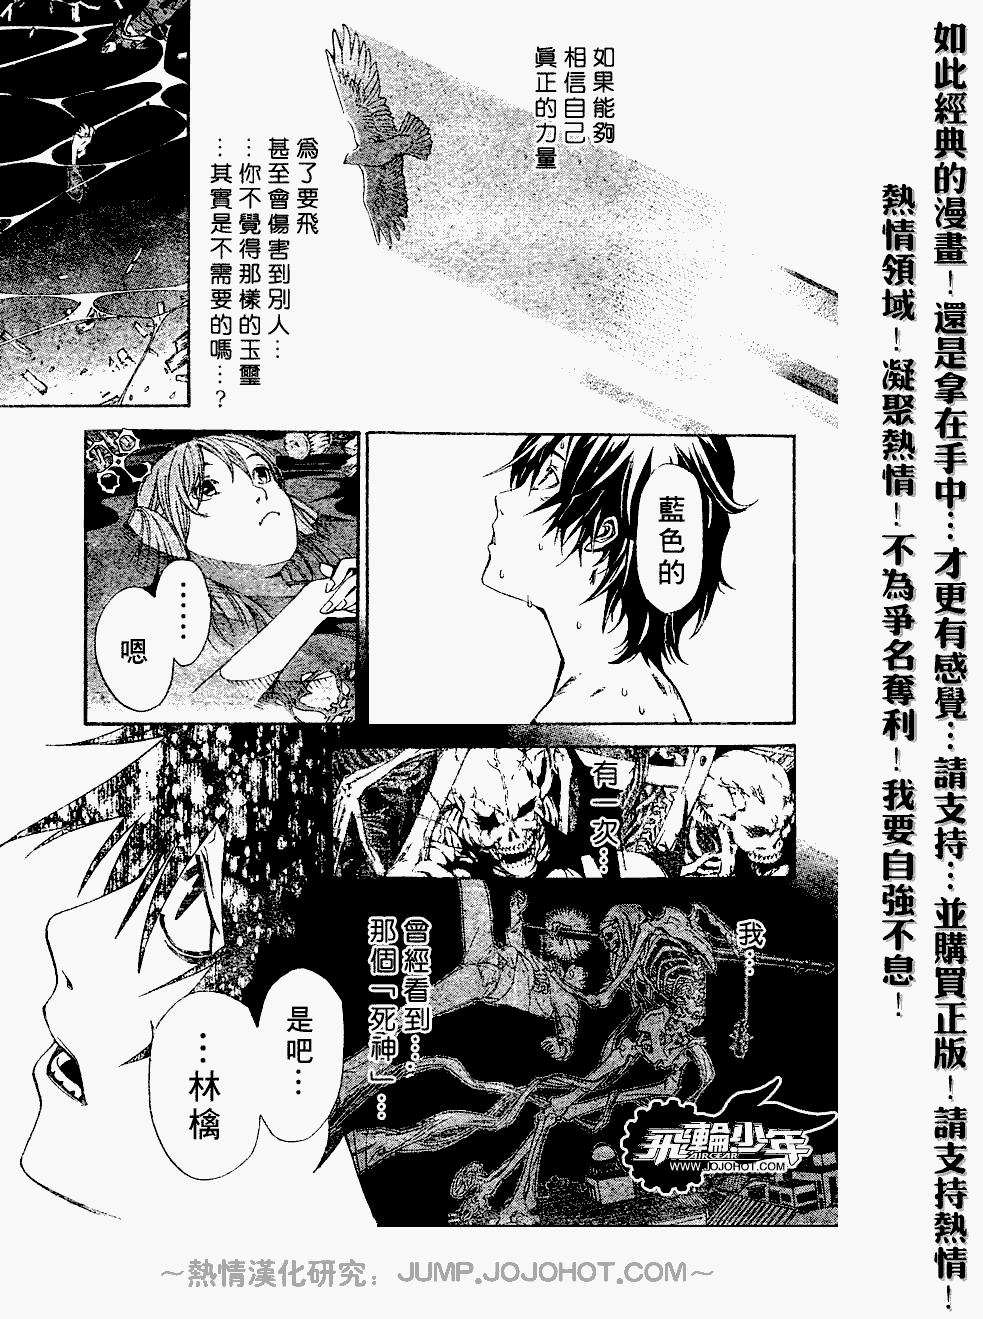 如此經典的漫畫！還是拿在手中…才更有感覺…請支持…並購買正版！請支持熱情！
熱情領域！凝聚熱情！不為爭名奪利！我要自強不息！
如果能夠
相信自己
真正的力量
為了要飛
甚至會傷害到別人…
…你不覺得那樣的玉璽
…其實是不需要的嗎…？
藍色的
……
嗯
有一次…
我…
曾經看到……
那個「死神」…
是吧…
…林檎
飛輪少年
AIRGEAR
WWW.JOJOHOT.COM
～熱情漢化研究：JUMP.JOJOHOT.COM～